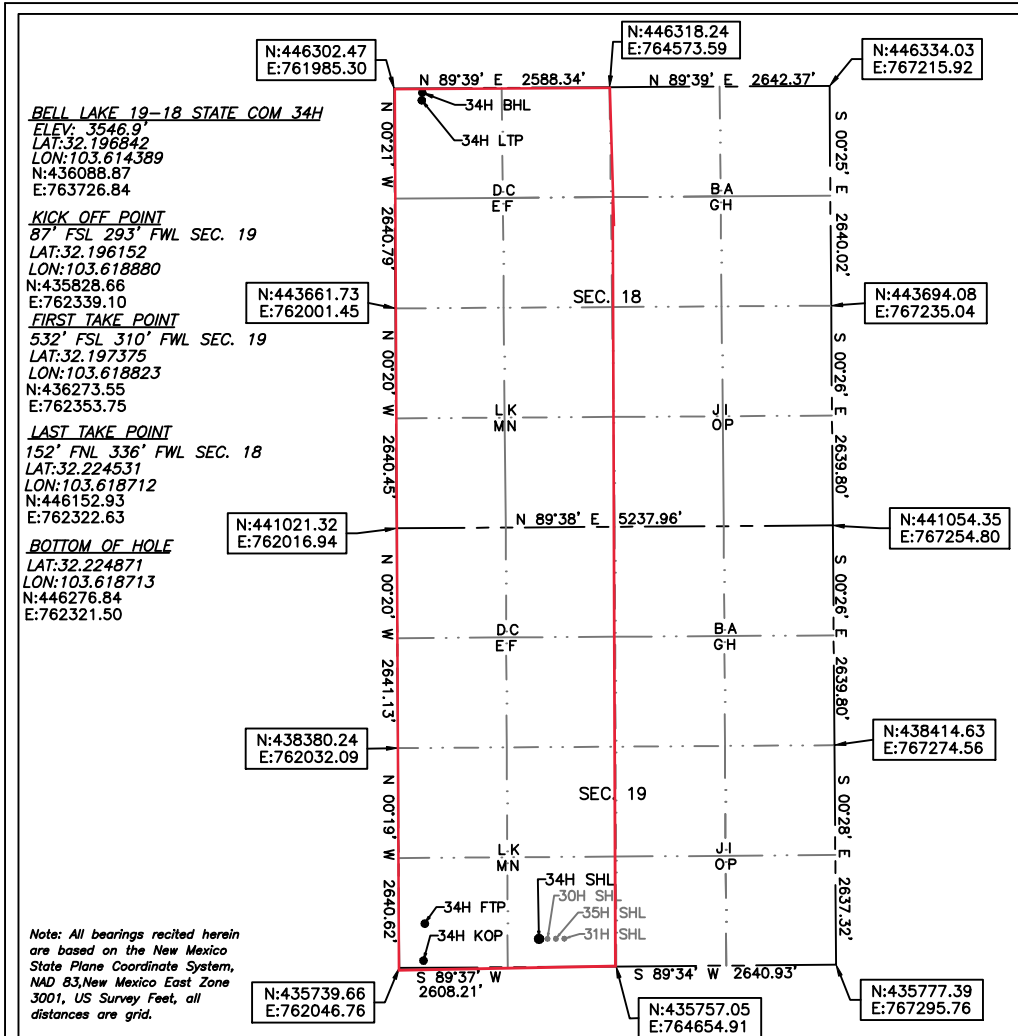 N:446302.47
E:761985.30
N:446318.24
E:764573.59
N:446334.03
E:767215.92
N 89°39' E 2588.34'
N 89°39' E 2642.37'
BELL LAKE 19-18 STATE COM 34H
ELEV: 3546.9'
LAT:32.196842
LON:103.614389
N:436088.87
E:763726.84
KICK OFF POINT
87' FSL 293' FWL SEC. 19
LAT:32.196152
LON:103.618880
N:435828.66
E:762339.10
FIRST TAKE POINT
532' FSL 310' FWL SEC. 19
LAT:32.197375
LON:103.618823
N:436273.55
E:762353.75
LAST TAKE POINT
152' FNL 336' FWL SEC. 18
LAT:32.224531
LON:103.618712
N:446152.93
E:762322.63
BOTTOM OF HOLE
LAT:32.224871
LON:103.618713
N:446276.84
E:762321.50
34H BHL
34H LTP
N 00°21' W 2640.79'
S 00°25' E 2640.02'
D C
E F
B A
G H
SEC. 18
N:443661.73
E:762001.45
N:443694.08
E:767235.04
N 00°20' W 2640.45'
S 00°26' E 2639.80'
L K
M N
J I
O P
N 89°38' E 5237.96'
N:441021.32
E:762016.94
N:441054.35
E:767254.80
N 00°20' W 2641.13'
S 00°26' E 2639.80'
D C
E F
B A
G H
N:438380.24
E:762032.09
N:438414.63
E:767274.56
SEC. 19
N 00°19' W 2640.62'
S 00°28' E 2637.32'
L K
M N
J I
O P
34H SHL
30H SHL
35H SHL
31H SHL
34H FTP
34H KOP
S 89°37' W
2608.21'
S 89°34' W 2640.93'
N:435739.66
E:762046.76
N:435757.05
E:764654.91
N:435777.39
E:767295.76
Note: All bearings recited herein
are based on the New Mexico
State Plane Coordinate System,
NAD 83,New Mexico East Zone
3001, US Survey Feet, all
distances are grid.